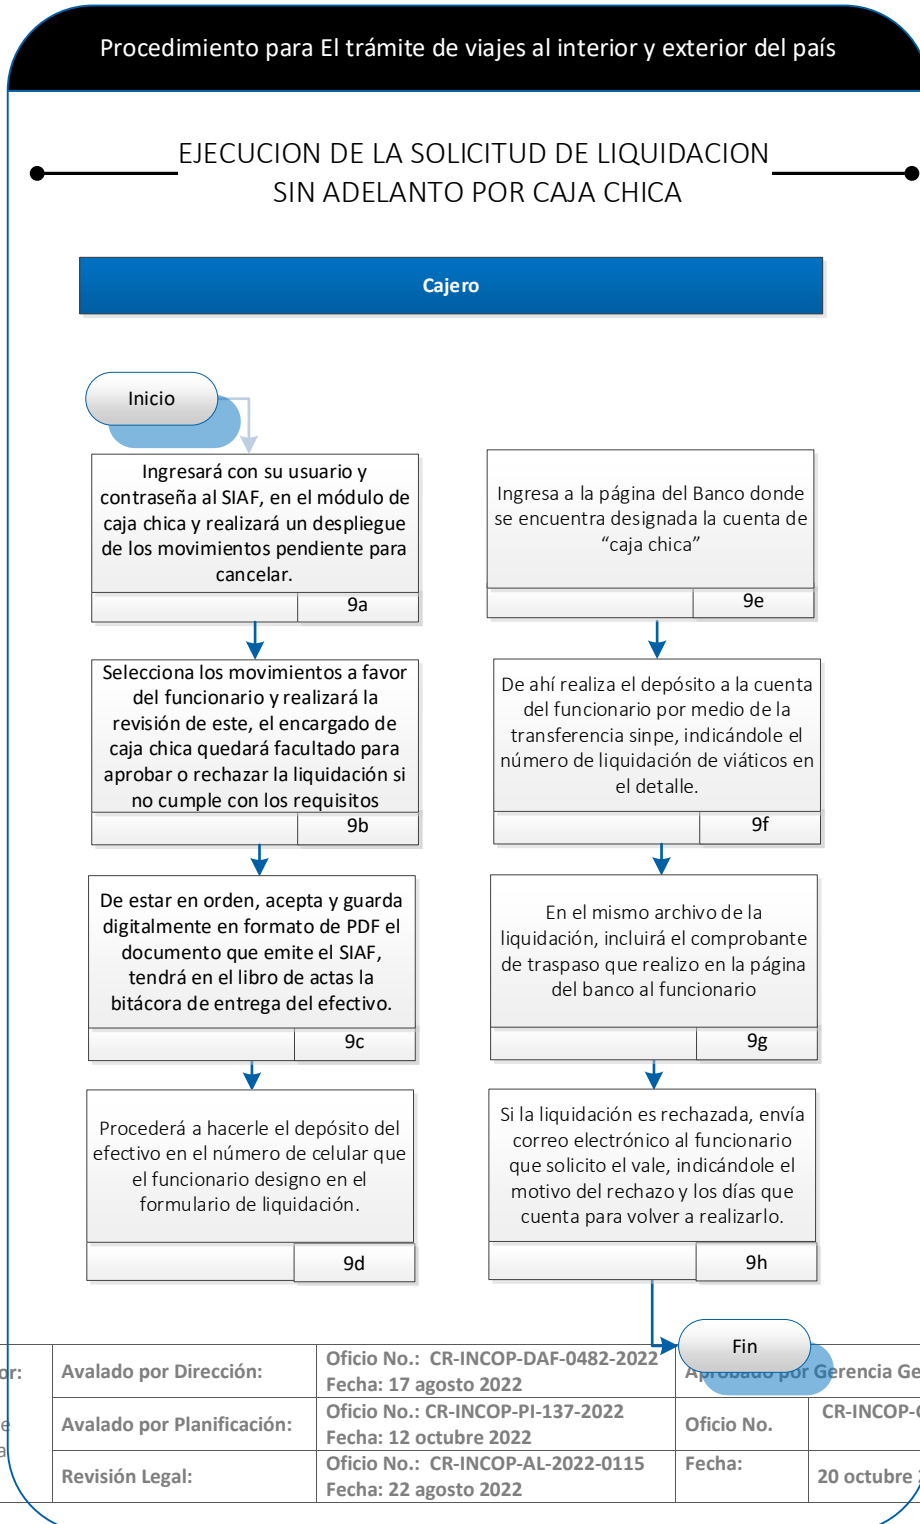 Procedimiento para El trámite de viajes al interior y exterior del país
EJECUCION DE LA SOLICITUD DE LIQUIDACION
SIN ADELANTO POR CAJA CHICA
Cajero
Inicio
Ingresará con su usuario y
contraseña al SIAF, en el módulo de
caja chica y realizará un despliegue
de los movimientos pendiente para
cancelar.
9a
Selecciona los movimientos a favor
del funcionario y realizará la
revisión de este, el encargado de
caja chica quedará facultado para
aprobar o rechazar la liquidación si
no cumple con los requisitos
9b
De estar en orden, acepta y guarda
digitalmente en formato de PDF el
documento que emite el SIAF,
tendrá en el libro de actas la
bitácora de entrega del efectivo.
9c
Procederá a hacerle el depósito del
efectivo en el número de celular que
el funcionario designo en el
formulario de liquidación.
9d
Ingresa a la página del Banco donde
se encuentra designada la cuenta de
“caja chica”
9e
De ahí realiza el depósito a la cuenta
del funcionario por medio de la
transferencia sinpe, indicándole el
número de liquidación de viáticos en
el detalle.
9f
En el mismo archivo de la
liquidación, incluirá el comprobante
de traspaso que realizo en la página
del banco al funcionario
9g
Si la liquidación es rechazada, envía
correo electrónico al funcionario
que solicito el vale, indicándole el
motivo del rechazo y los días que
cuenta para volver a realizarlo.
9h
Fin
or:
Avalado por Dirección:
Oficio No.: CR-INCOP-DAF-0482-2022
Fecha: 17 agosto 2022
Aprobado por Gerencia Ge
e
a
Avalado por Planificación:
Oficio No.: CR-INCOP-PI-137-2022
Fecha: 12 octubre 2022
Oficio No.
CR-INCOP-
Revisión Legal:
Oficio No.: CR-INCOP-AL-2022-0115
Fecha: 22 agosto 2022
Fecha:
20 octubre